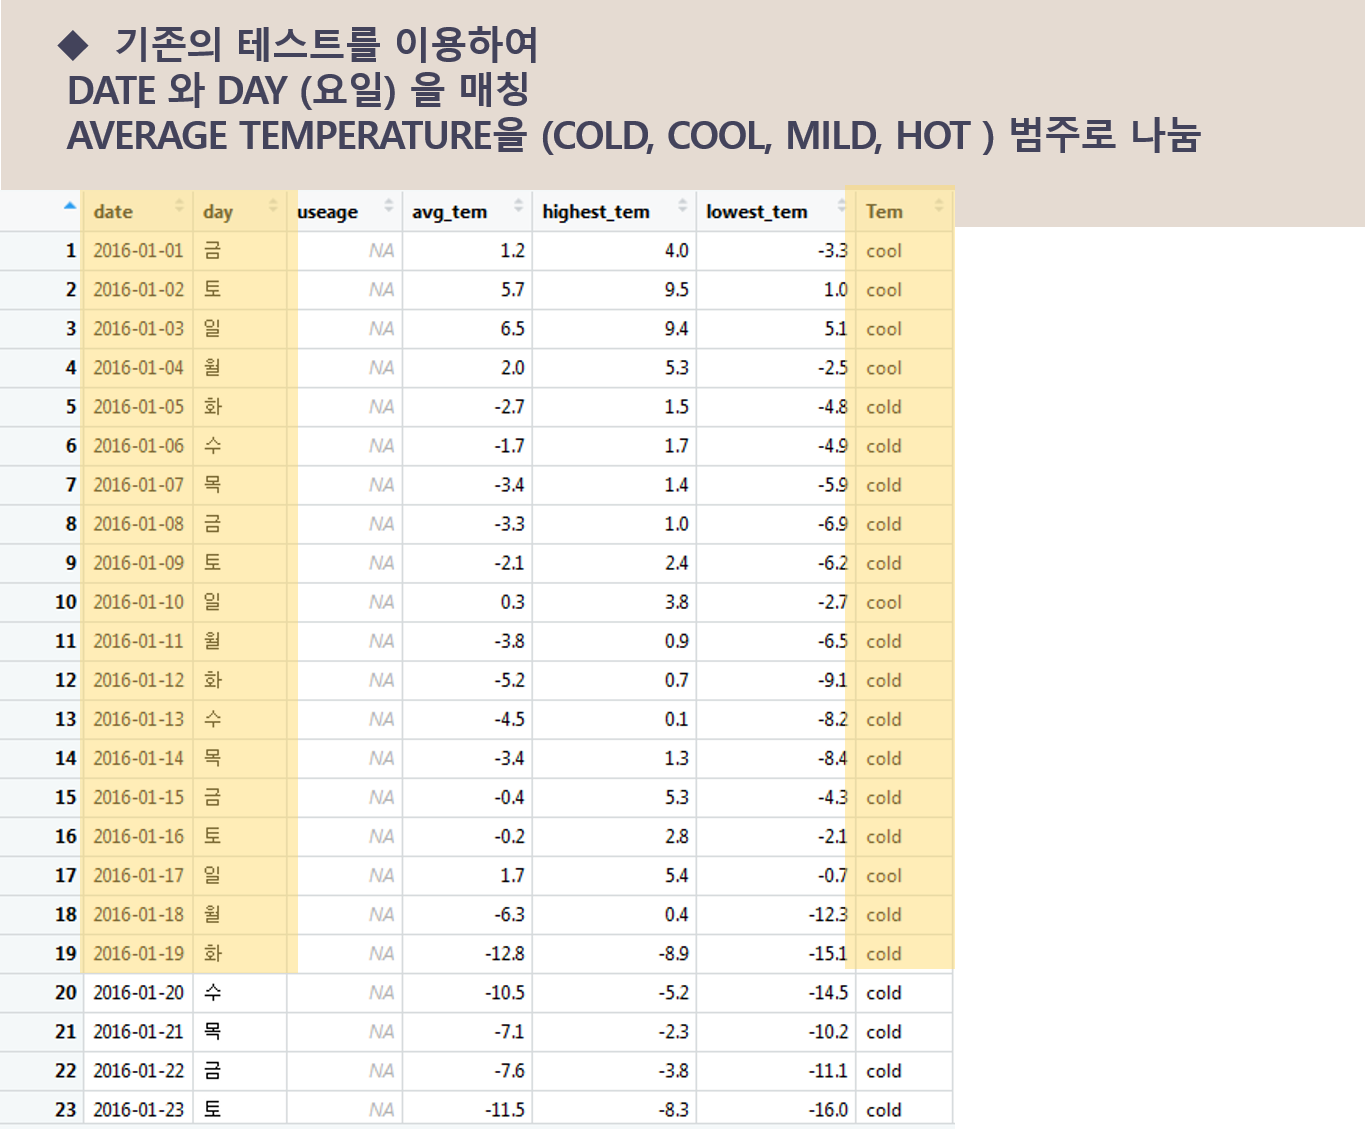 ◆ 기존의 테스트를 이용하여
DATE 와 DAY (요일) 을 매칭
AVERAGE TEMPERATURE을 (COLD, COOL, MILD, HOT ) 범주로 나눔
date day useage avg_tem highest_tem lowest_tem Tem
1 2016-01-01 금 NA 1.2 4.0 -3.3 cool
2 2016-01-02 토 NA 5.7 9.5 1.0 cool
3 2016-01-03 일 NA 6.5 9.4 5.1 cool
4 2016-01-04 월 NA 2.0 5.3 -2.5 cool
5 2016-01-05 화 NA -2.7 1.5 -4.8 cold
6 2016-01-06 수 NA -1.7 1.7 -4.9 cold
7 2016-01-07 목 NA -3.4 1.4 -5.9 cold
8 2016-01-08 금 NA -3.3 1.0 -6.9 cold
9 2016-01-09 토 NA -2.1 2.4 -6.2 cold
10 2016-01-10 일 NA 0.3 3.8 -2.7 cool
11 2016-01-11 월 NA -3.8 0.9 -6.5 cold
12 2016-01-12 화 NA -5.2 0.7 -9.1 cold
13 2016-01-13 수 NA -4.5 0.1 -8.2 cold
14 2016-01-14 목 NA -3.4 1.3 -8.4 cold
15 2016-01-15 금 NA -0.4 5.3 -4.3 cold
16 2016-01-16 토 NA -0.2 2.8 -2.1 cold
17 2016-01-17 일 NA 1.7 5.4 -0.7 cool
18 2016-01-18 월 NA -6.3 0.4 -12.3 cold
19 2016-01-19 화 NA -12.8 -8.9 -15.1 cold
20 2016-01-20 수 NA -10.5 -5.2 -14.5 cold
21 2016-01-21 목 NA -7.1 -2.3 -10.2 cold
22 2016-01-22 금 NA -7.6 -3.8 -11.1 cold
23 2016-01-23 토 NA -11.5 -8.3 -16.0 cold